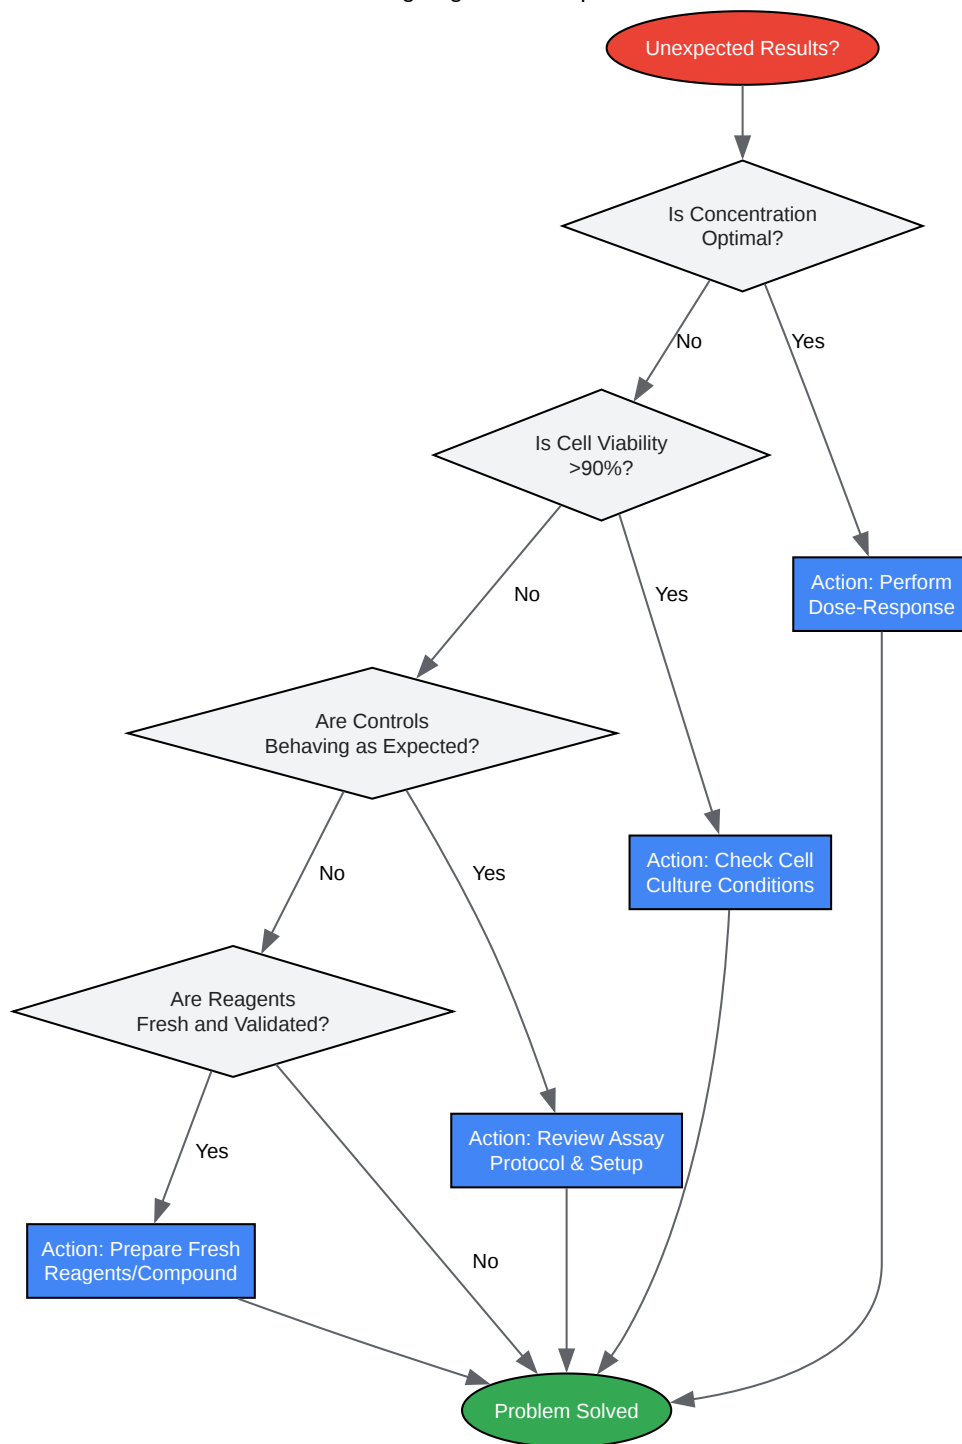 Unexpected Results?
Is Concentration
Optimal?
No
Yes
Is Cell Viability
>90%?
No
Yes
Action: Perform
Dose-Response
Are Controls
Behaving as Expected?
No
Yes
Action: Check Cell
Culture Conditions
Are Reagents
Fresh and Validated?
Yes
No
Action: Review Assay
Protocol & Setup
Action: Prepare Fresh
Reagents/Compound
Problem Solved